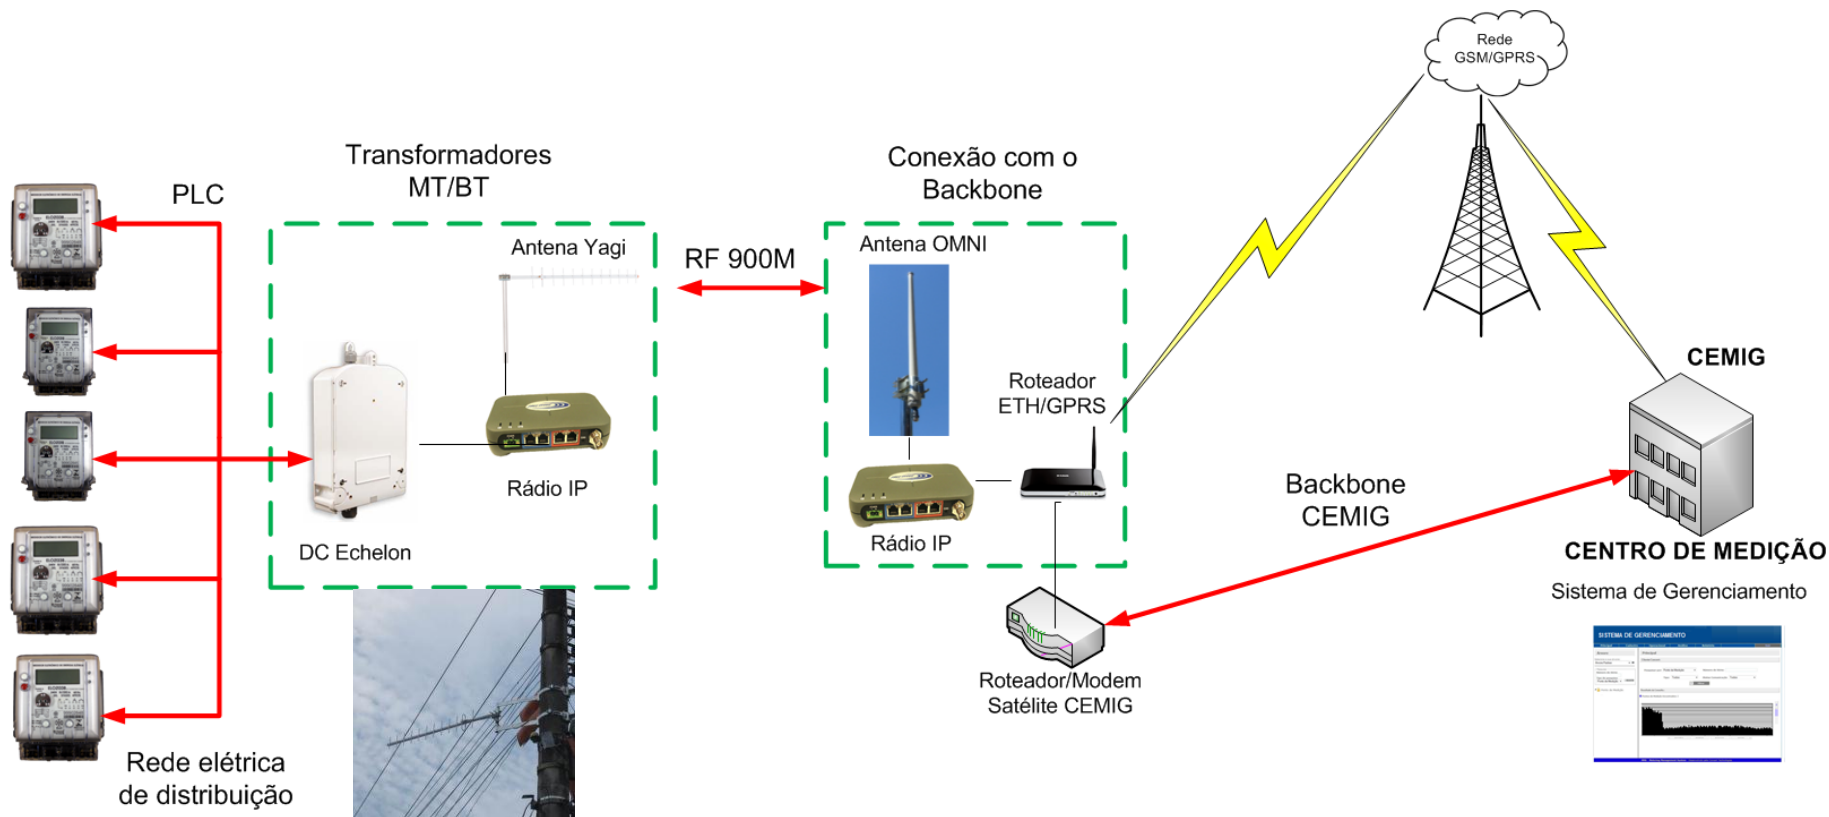 Rede
GSM/GPRS
Transformadores
MT/BT
Conexão com o
Backbone
PLC
Antena Yagi
RF 900M
Antena OMNI
CEMIG
Roteador
ETH/GPRS
Rádio IP
DC Echelon
Rádio IP
Backbone
CEMIG
CENTRO DE MEDIÇÃO
Sistema de Gerenciamento
SISTEMA DE GERENCIAMENTO
Roteador/Modem
Satélite CEMIG
Rede elétrica
de distribuição